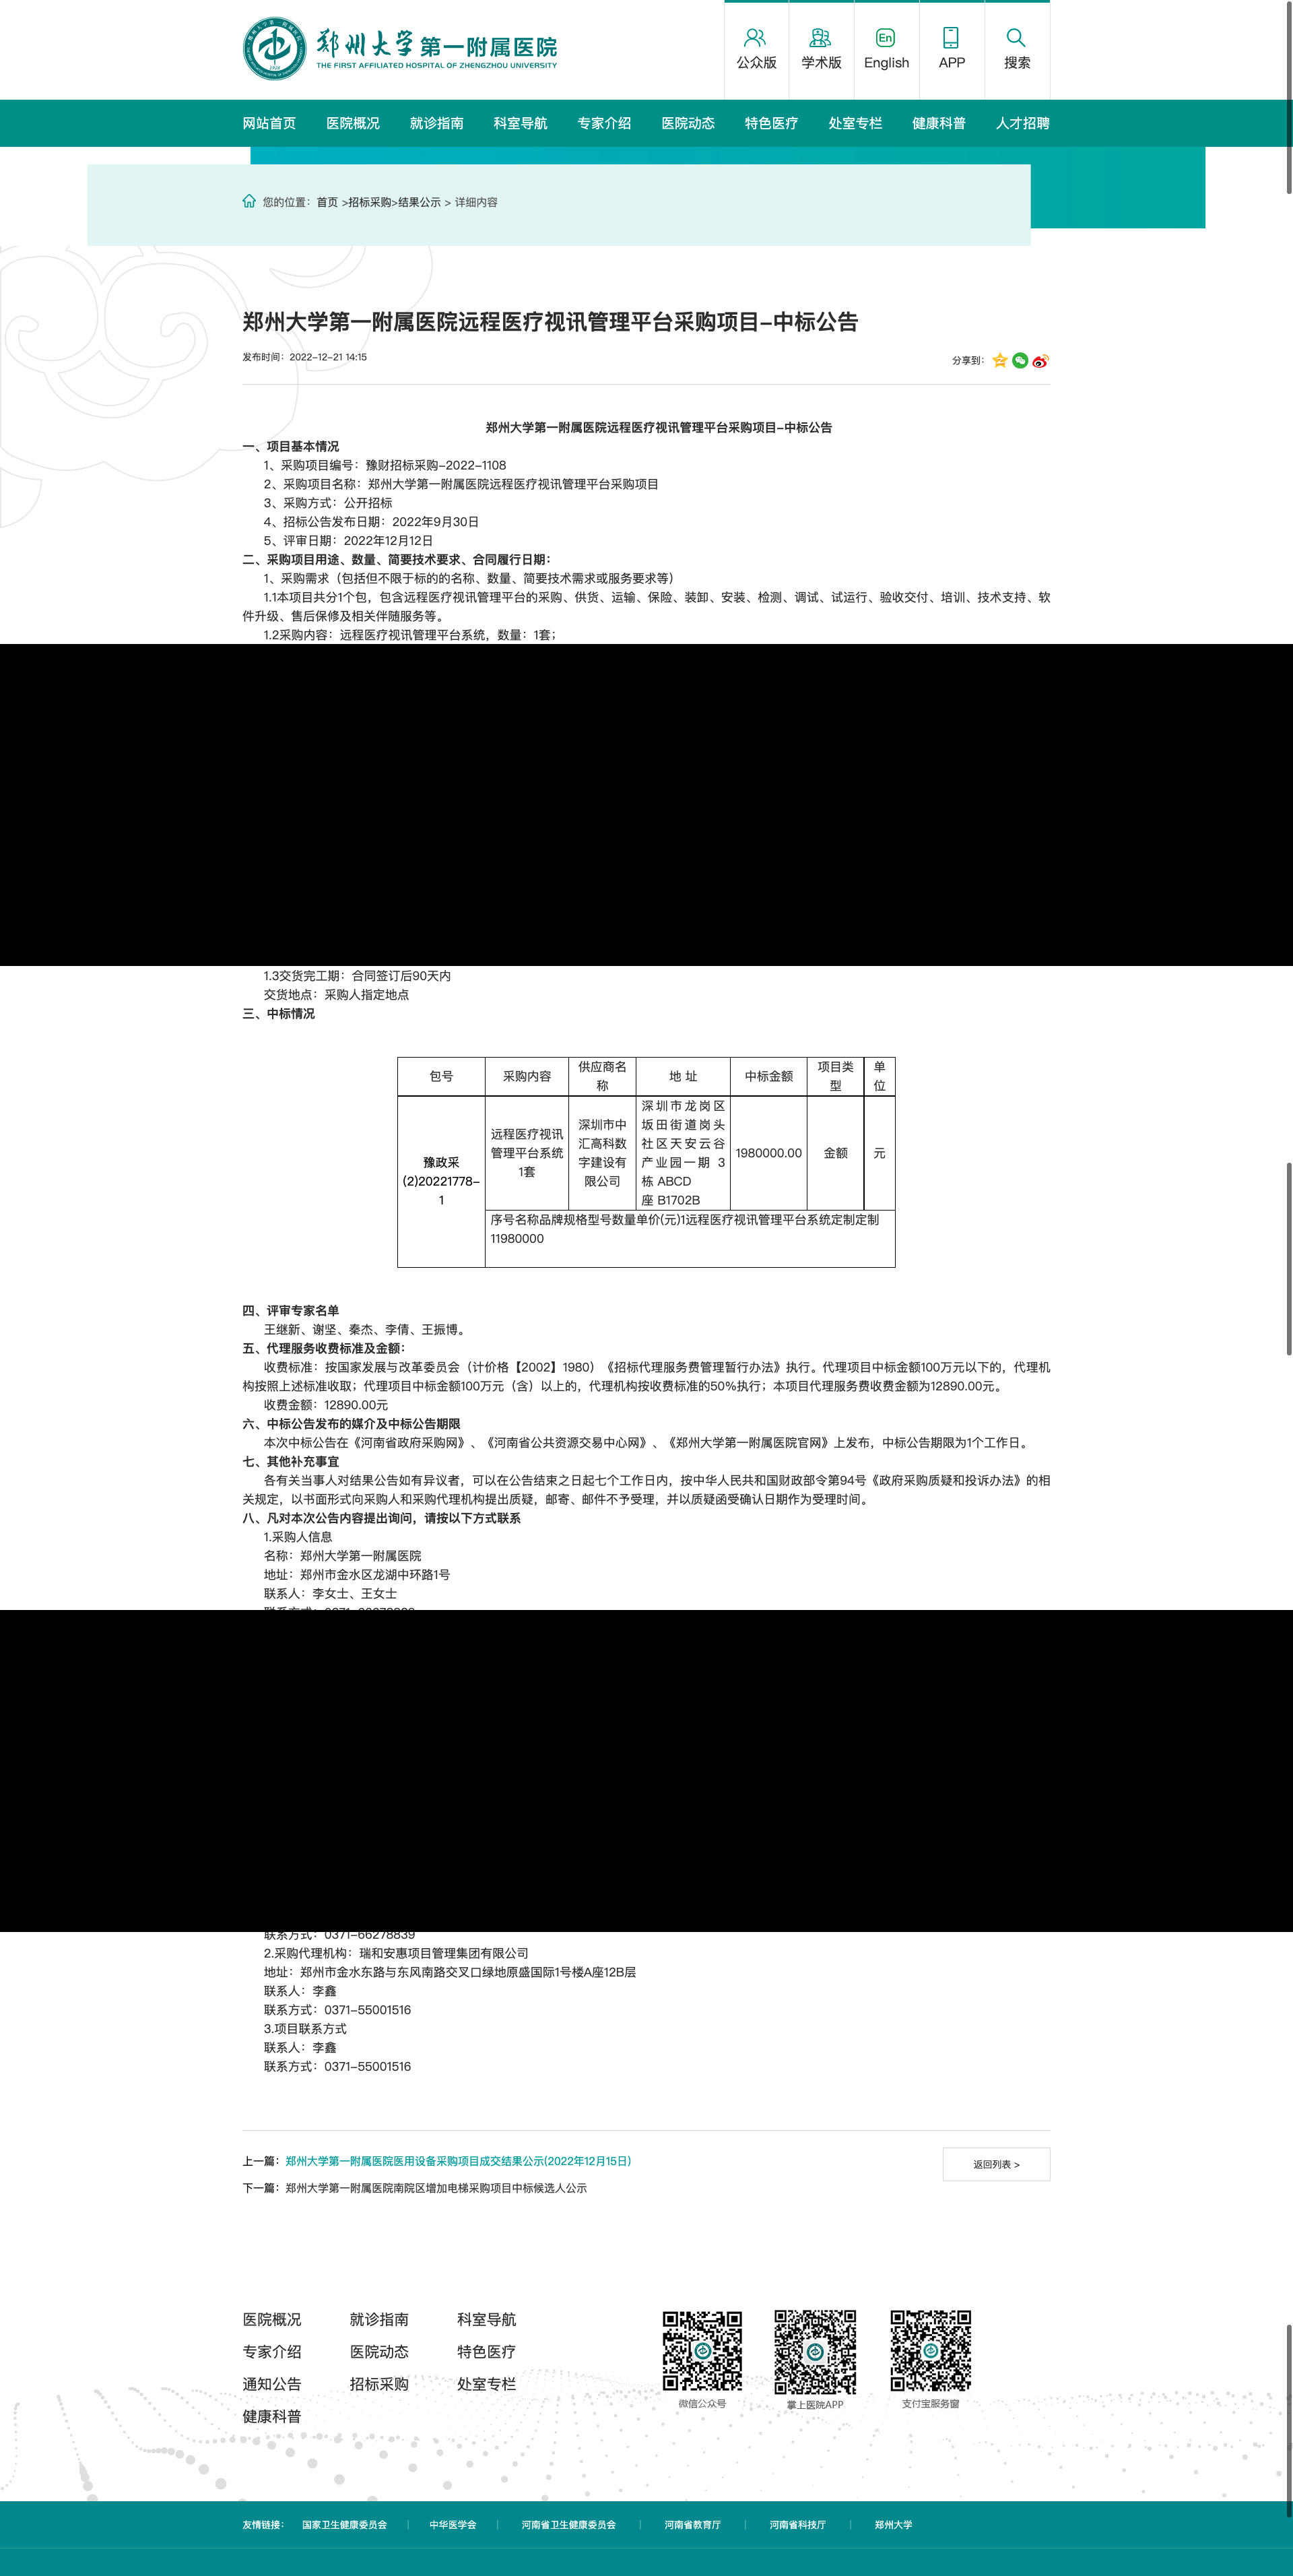 郑州大学第一附属医院
THE FIRST AFFILIATED HOSPITAL OF ZHENGZHOU UNIVERSITY
公众版
学术版
En
English
APP
搜索
网站首页 医院概况 就诊指南 科室导航 专家介绍 医院动态 特色医疗 处室专栏 健康科普 人才招聘
您的位置：首页 >招标采购>结果公示 > 详细内容
郑州大学第一附属医院远程医疗视讯管理平台采购项目-中标公告
发布时间：2022-12-21 14:15
分享到：
郑州大学第一附属医院远程医疗视讯管理平台采购项目-中标公告
一、项目基本情况
1、采购项目编号：豫财招标采购-2022-1108
2、采购项目名称：郑州大学第一附属医院远程医疗视讯管理平台采购项目
3、采购方式：公开招标
4、招标公告发布日期：2022年9月30日
5、评审日期：2022年12月12日
二、采购项目用途、数量、简要技术要求、合同履行日期：
1、采购需求（包括但不限于标的的名称、数量、简要技术需求或服务要求等）
1.1本项目共分1个包，包含远程医疗视讯管理平台的采购、供货、运输、保险、装卸、安装、检测、调试、试运行、验收交付、培训、技术支持、软
件升级、售后保修及相关伴随服务等。
1.2采购内容：远程医疗视讯管理平台系统，数量：1套；
1.3交货完工期：合同签订后90天内
交货地点：采购人指定地点
三、中标情况
包号 采购内容 供应商名称 地 址 中标金额 项目类型 单位
豫政采
(2)20221778-
1
远程医疗视讯
管理平台系统
1套
深圳市中
汇高科数
字建设有
限公司
深圳市龙岗区
坂田街道岗头
社区天安云谷
产业园一期 3
栋 ABCD
座 B1702B
1980000.00
金额
元
序号名称品牌规格型号数量单价(元)1远程医疗视讯管理平台系统定制定制
11980000
四、评审专家名单
王继新、谢坚、秦杰、李倩、王振博。
五、代理服务收费标准及金额：
收费标准：按国家发展与改革委员会（计价格【2002】1980）《招标代理服务费管理暂行办法》执行。代理项目中标金额100万元以下的，代理机
构按照上述标准收取；代理项目中标金额100万元（含）以上的，代理机构按收费标准的50%执行；本项目代理服务费收费金额为12890.00元。
收费金额：12890.00元
六、中标公告发布的媒介及中标公告期限
本次中标公告在《河南省政府采购网》、《河南省公共资源交易中心网》、《郑州大学第一附属医院官网》上发布，中标公告期限为1个工作日。
七、其他补充事宜
各有关当事人对结果公告如有异议者，可以在公告结束之日起七个工作日内，按中华人民共和国财政部令第94号《政府采购质疑和投诉办法》的相
关规定，以书面形式向采购人和采购代理机构提出质疑，邮寄、邮件不予受理，并以质疑函受确认日期作为受理时间。
八、凡对本次公告内容提出询问，请按以下方式联系
1.采购人信息
名称：郑州大学第一附属医院
地址：郑州市金水区龙湖中环路1号
联系人：李女士、王女士
联系方式：0371-66278839
2.采购代理机构：瑞和安惠项目管理集团有限公司
地址：郑州市金水东路与东风南路交叉口绿地原盛国际1号楼A座12B层
联系人：李鑫
联系方式：0371-55001516
3.项目联系方式
联系人：李鑫
联系方式：0371-55001516
上一篇：郑州大学第一附属医院医用设备采购项目成交结果公示(2022年12月15日)
返回列表 >
下一篇：郑州大学第一附属医院南院区增加电梯采购项目中标候选人公示
医院概况 就诊指南 科室导航
专家介绍 医院动态 特色医疗
通知公告 招标采购 处室专栏
健康科普
微信公众号 掌上医院APP 支付宝服务窗
友情链接： 国家卫生健康委员会 | 中华医学会 | 河南省卫生健康委员会 | 河南省教育厅 | 河南省科技厅 | 郑州大学